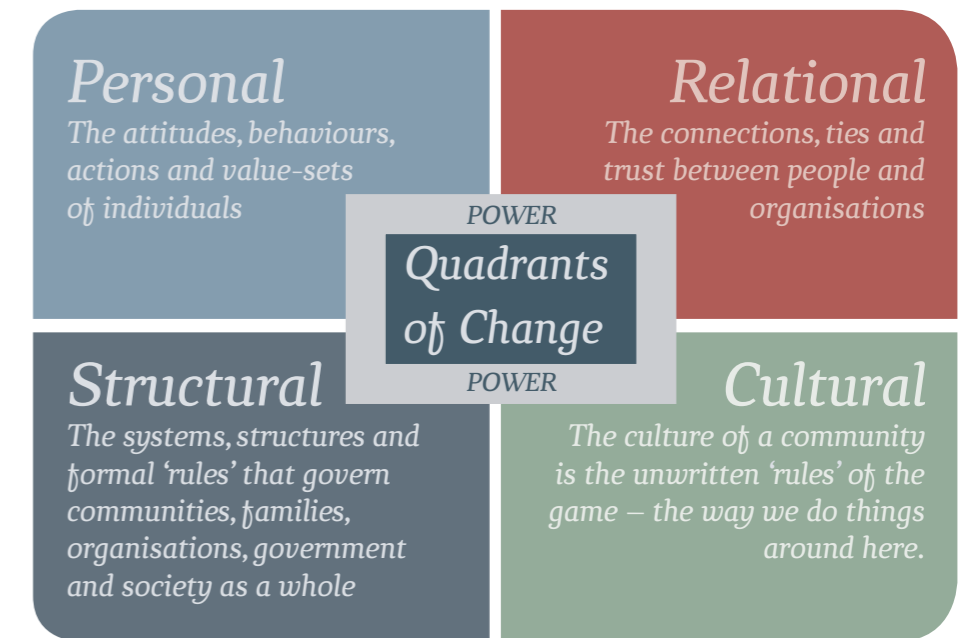 Personal
The attitudes, behaviours,
actions and value-sets
of individuals
Relational
The connections, ties and
trust between people and
organisations
POWER
Quadrants
of Change
POWER
Structural
The systems, structures and
formal ‘rules’ that govern
communities, families,
organisations, government
and society as a whole
Cultural
The culture of a community
is the unwritten ‘rules’ of the
game – the way we do things
around here.